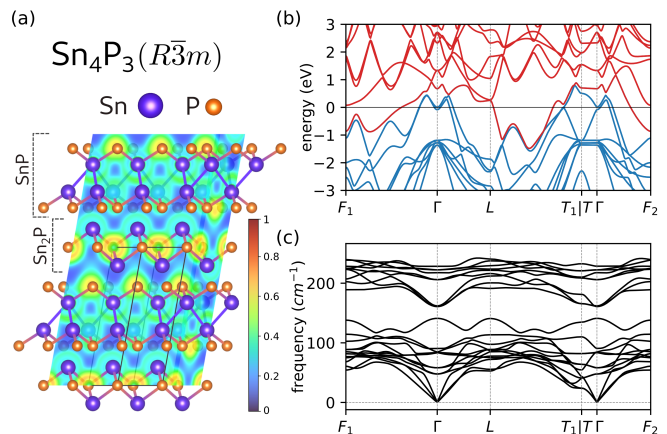 (a)
Sn₄P₃(R3̅m)
Sn P
SnP
Sn₂P
1
0.8
0.6
0.4
0.2
0
(b)
energy (eV)
3
2
1
0
−1
−2
−3
F₁ Γ L T₁|T Γ F₂
(c)
frequency (cm⁻¹)
200
100
0
F₁ Γ L T₁|T Γ F₂